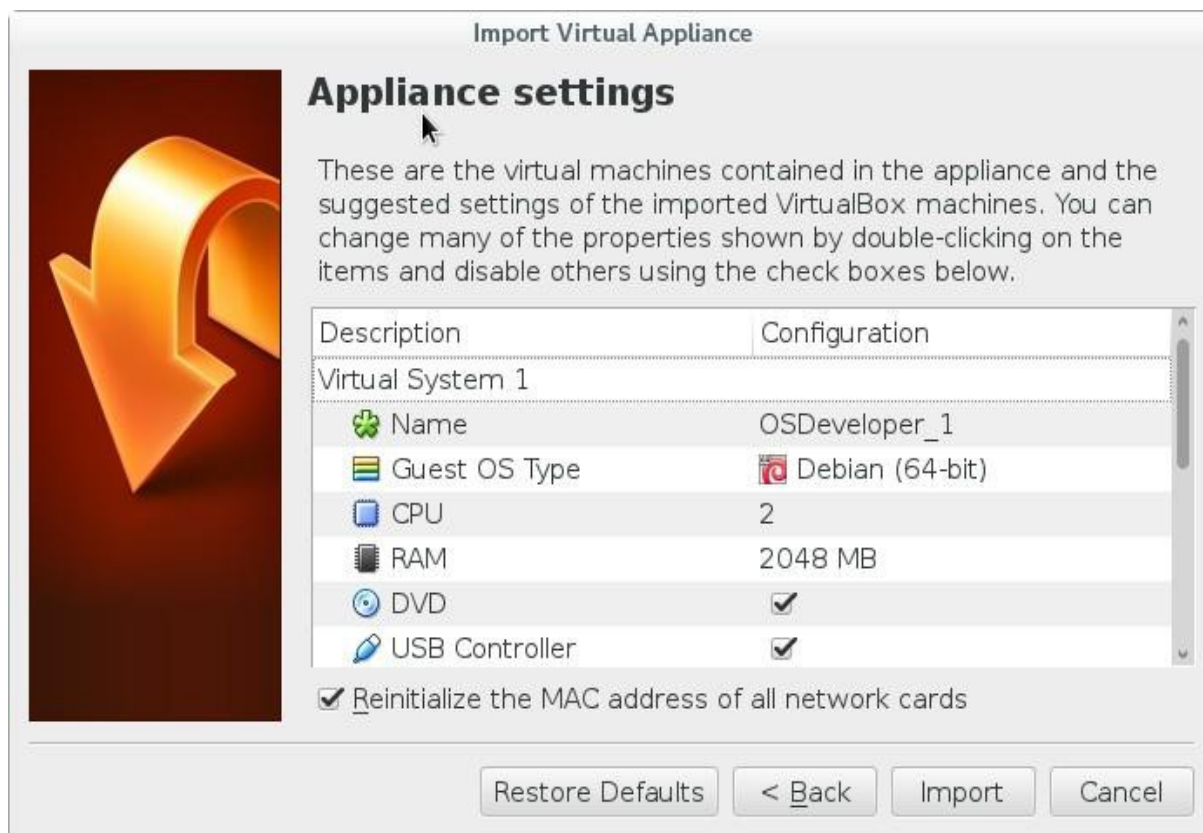 Import Virtual Appliance
Appliance settings
These are the virtual machines contained in the appliance and the
suggested settings of the imported VirtualBox machines. You can
change many of the properties shown by double-clicking on the
items and disable others using the check boxes below.
Description Configuration
Virtual System 1
Name OSDeveloper_1
Guest OS Type Debian (64-bit)
CPU 2
RAM 2048 MB
DVD
USB Controller
Reinitialize the MAC address of all network cards
Restore Defaults < Back Import Cancel